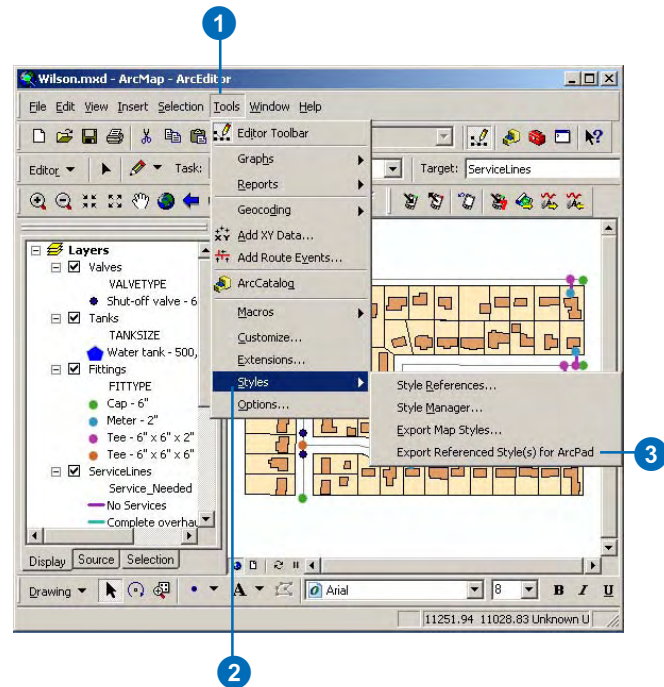 1
Wilson.mxd - ArcMap - ArcEditor
File Edit View Insert Selection Tools Window Help
Editor Task: Target: ServiceLines
Editor Toolbar
Graphs
Reports
Geocoding
Add XY Data...
Add Route Events...
ArcCatalog
Macros
Customize...
Extensions...
Styles
Options...
Style References...
Style Manager...
Export Map Styles...
Export Referenced Style(s) for ArcPad
3
Layers
Valves
VALVETYPE
Shut-off valve - 6
Tanks
TANKSIZE
Water tank - 500,
Fittings
FITTYPE
Cap - 6"
Meter - 2"
Tee - 6" x 6" x 2"
Tee - 6" x 6" x 6"
ServiceLines
Service_Needed
No Services
Complete overhau
Display Source Selection
Drawing A Arial 8 B I U
11251.94 11028.83 Unknown U
2